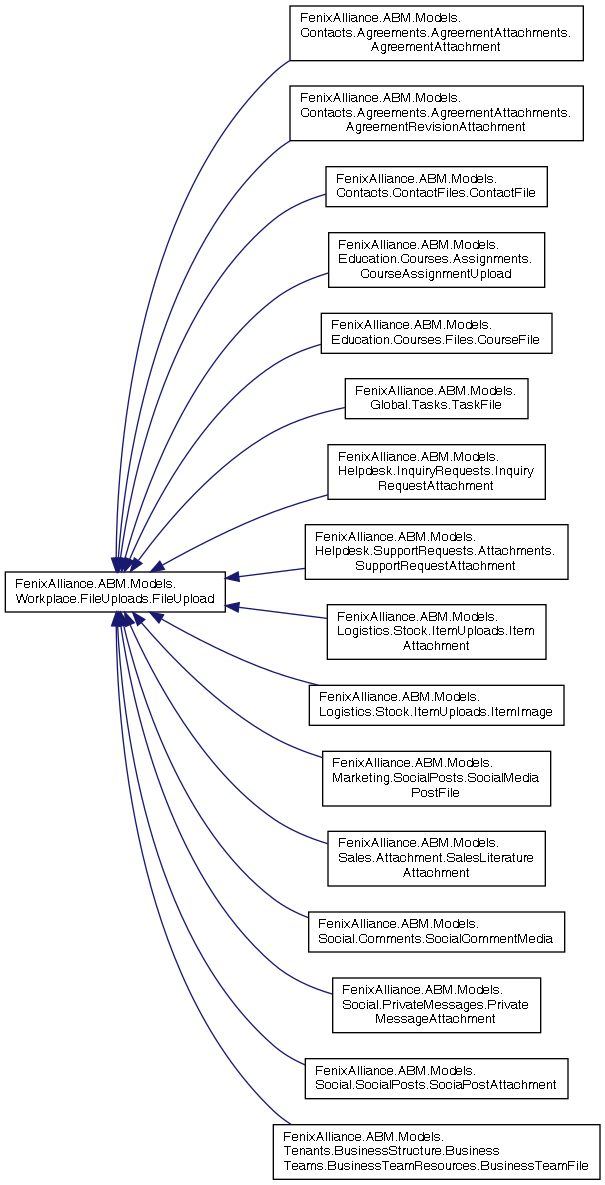 FenixAlliance.ABM.Models.
Contacts.Agreements.AgreementAttachments.
AgreementAttachment
FenixAlliance.ABM.Models.
Contacts.Agreements.AgreementAttachments.
AgreementRevisionAttachment
FenixAlliance.ABM.Models.
Contacts.ContactFiles.ContactFile
FenixAlliance.ABM.Models.
Education.Courses.Assignments.
CourseAssignmentUpload
FenixAlliance.ABM.Models.
Education.Courses.Files.CourseFile
FenixAlliance.ABM.Models.
Global.Tasks.TaskFile
FenixAlliance.ABM.Models.
Helpdesk.InquiryRequests.Inquiry
RequestAttachment
FenixAlliance.ABM.Models.
Helpdesk.SupportRequests.Attachments.
SupportRequestAttachment
FenixAlliance.ABM.Models.
Workplace.FileUploads.FileUpload
FenixAlliance.ABM.Models.
Logistics.Stock.ItemUploads.Item
Attachment
FenixAlliance.ABM.Models.
Logistics.Stock.ItemUploads.ItemImage
FenixAlliance.ABM.Models.
Marketing.SocialPosts.SocialMedia
PostFile
FenixAlliance.ABM.Models.
Sales.Attachment.SalesLiterature
Attachment
FenixAlliance.ABM.Models.
Social.Comments.SocialCommentMedia
FenixAlliance.ABM.Models.
Social.PrivateMessages.Private
MessageAttachment
FenixAlliance.ABM.Models.
Social.SocialPosts.SociaPostAttachment
FenixAlliance.ABM.Models.
Tenants.BusinessStructure.Business
Teams.BusinessTeamResources.BusinessTeamFile